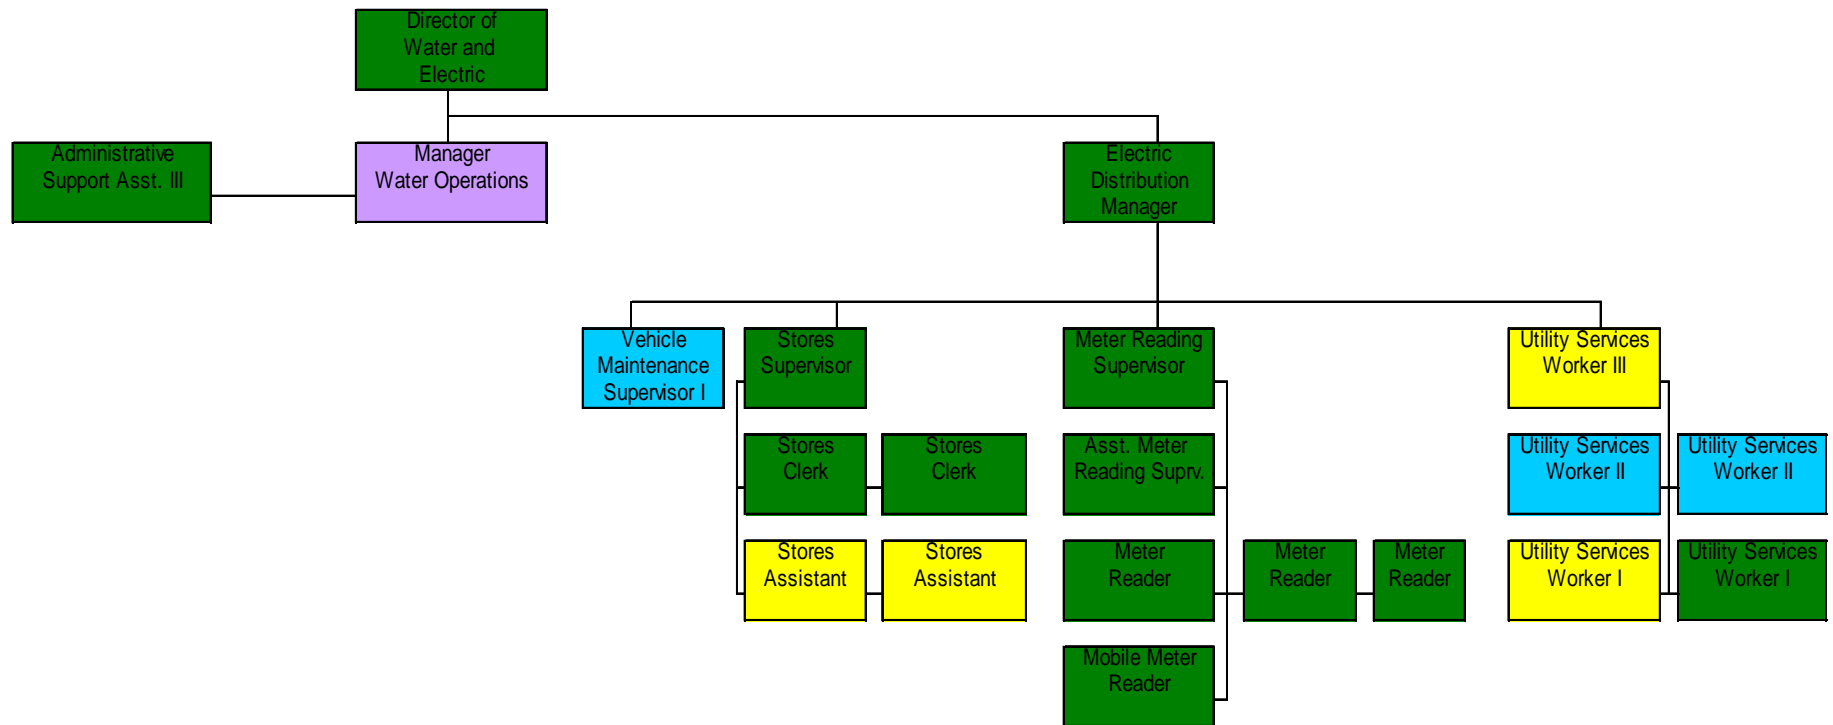 Director of
Water and
Electric
Administrative
Support Asst. III
Manager
Water Operations
Electric
Distribution
Manager
Vehicle
Maintenance
Supervisor I
Stores
Supervisor
Meter Reading
Supervisor
Utility Services
Worker III
Stores
Clerk
Stores
Clerk
Asst. Meter
Reading Suprv.
Utility Services
Worker II
Utility Services
Worker II
Stores
Assistant
Stores
Assistant
Meter
Reader
Meter
Reader
Meter
Reader
Utility Services
Worker I
Utility Services
Worker I
Mobile Meter
Reader